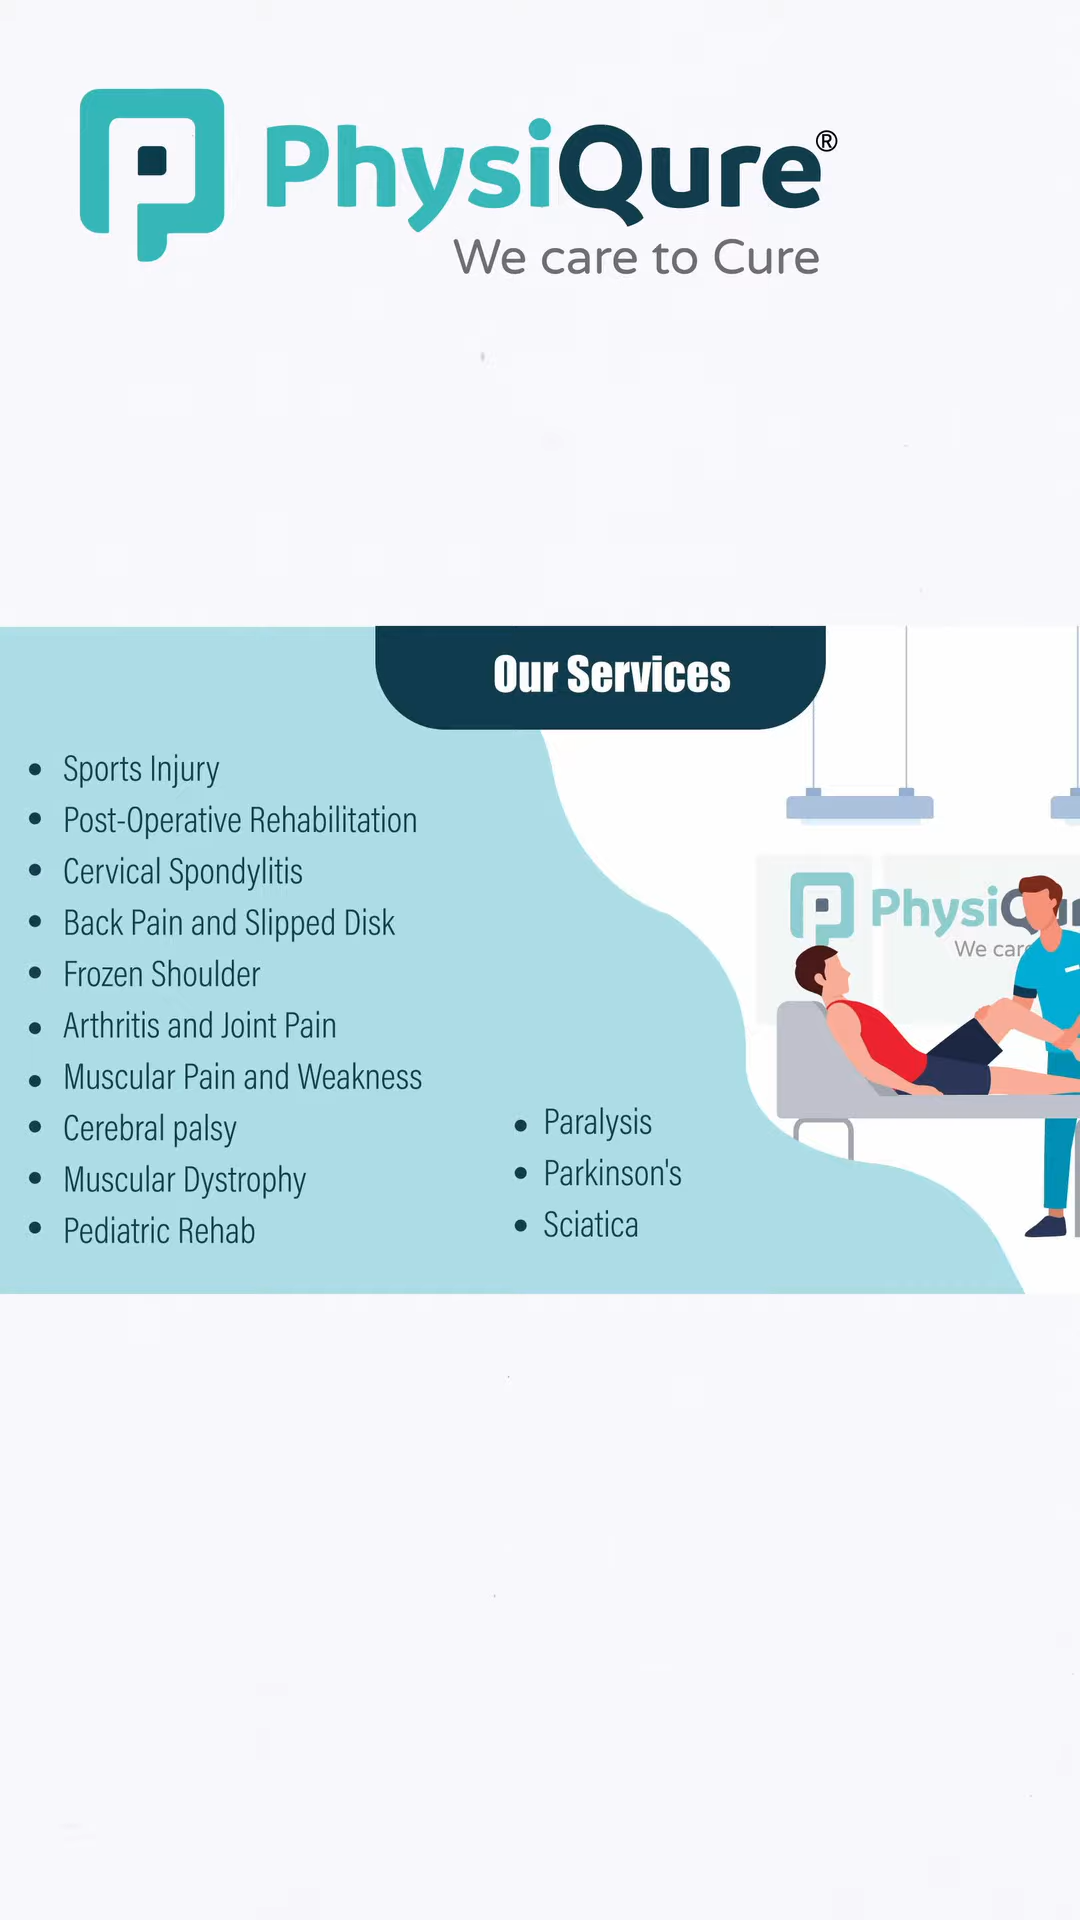 PhysiQure®
We care to Cure
Our Services
• Sports Injury
• Post-Operative Rehabilitation
• Cervical Spondylitis
• Back Pain and Slipped Disk
• Frozen Shoulder
• Arthritis and Joint Pain
• Muscular Pain and Weakness
• Cerebral palsy
• Muscular Dystrophy
• Pediatric Rehab
• Paralysis
• Parkinson's
• Sciatica